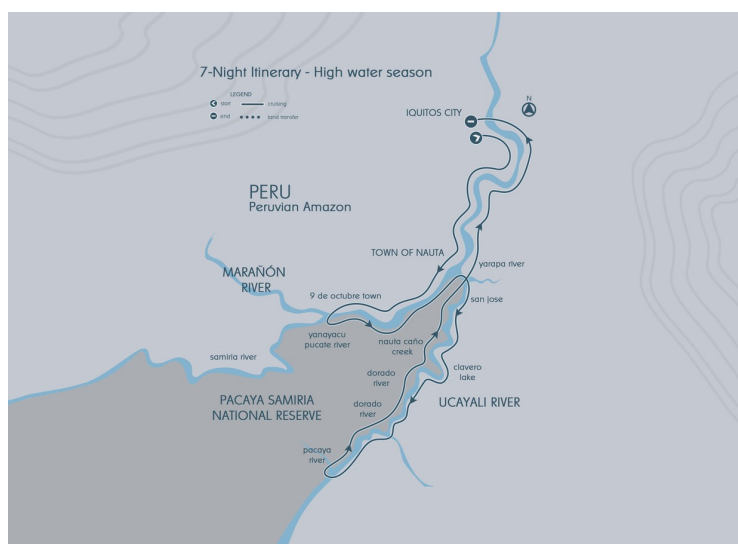 7-Night Itinerary - High water season
LEGEND
start
cruising
end
land transfer
N
IQUITOS CITY
PERU
Peruvian Amazon
TOWN OF NAUTA
yarapa river
MARAÑÓN
RIVER
9 de octubre town
san jose
yanayacu
pucate river
nauta caño
creek
samiria river
dorado
river
clavero
lake
PACAYA SAMIRIA
NATIONAL RESERVE
dorado
river
UCAYALI RIVER
pacaya
river